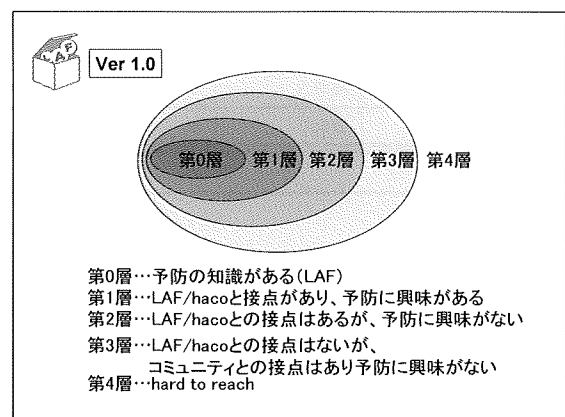 LAF
Ver 1.0
第0層 第1層 第2層 第3層 第4層
第0層…予防の知識がある(LAF)
第1層…LAF/hacoと接点があり、予防に興味がある
第2層…LAF/hacoとの接点はあるが、予防に興味がない
第3層…LAF/hacoとの接点はないが、
コミュニティとの接点はあり予防に興味がない
第4層…hard to reach